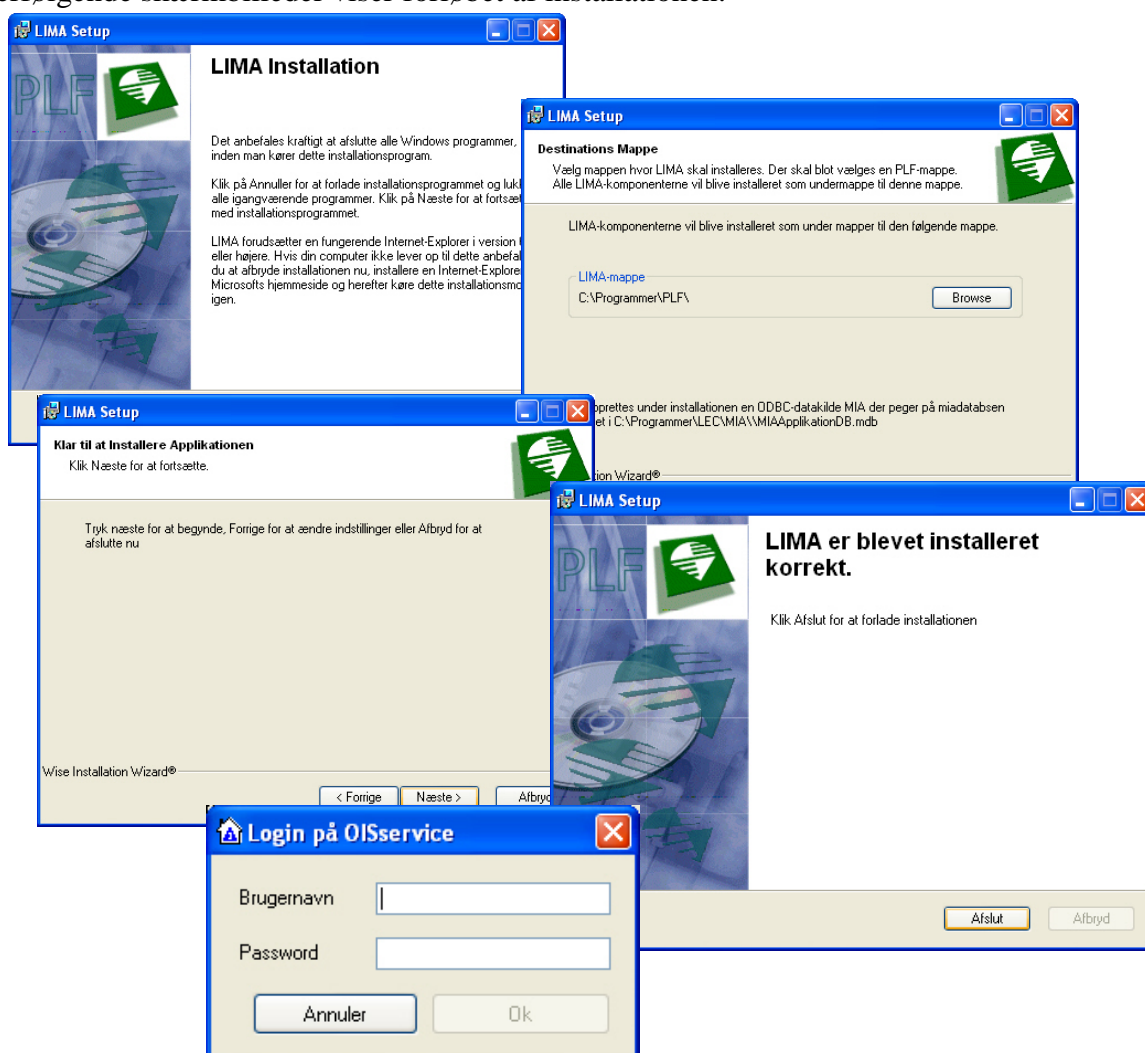 skærmbilleder viser forløbet af installationen.
LIMA Setup
PLF
LIMA Installation
Det anbefales kraftigt at afslutte alle Windows programmer,
inden man kører dette installationsprogram.
Klik på Annuller for at forlade installationsprogrammet og
alle igangværende programmer. Klik på Næste for at
med installationsprogrammet.
LIMA forudsætter en fungerende Internet-Explorer i version
eller højere. Hvis din computer ikke lever op til dette
du at afbryde installationen nu, installere en
Microsofts hjemmeside og herefter køre dette
igen.
LIMA Setup
Destinations Mappe
Vælg mappen hvor LIMA skal installeres. Der skal blot vælges en PLF-mappe.
Alle LIMA-komponenterne vil blive installeret som undermappe til denne mappe.
LIMA-komponenterne vil blive installeret som under mapper til den følgende mappe.
LIMA-mappe
C:\Programmer\PLF\
Browse
oprettes under installationen en ODBC-datakilde MIA der peger på miadatabsen
et i C:\Programmer\LEC\MIA\\MIAApplikationDB.mdb
Wizard®
LIMA Setup
Klar til at Installere Applikationen
Klik Næste for at fortsætte.
Tryk næste for at begynde, Forrige for at ændre indstillinger eller Afbryd for at
afslutte nu
Wise Installation Wizard®
< Forrige
Næste >
LIMA Setup
PLF
LIMA er blevet installeret
korrekt.
Klik Afslut for at forlade installationen
Afslut
Afbryd
Login på OISservice
Brugernavn
Password
Annuler
Ok